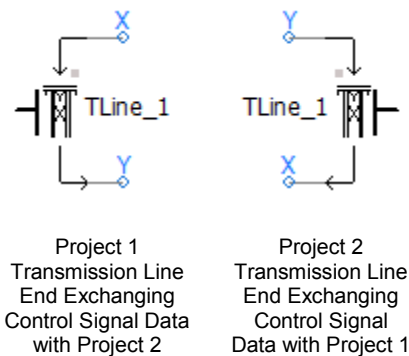 X
Y
TLine_1
TLine_1
Y
X
Project 1
Transmission Line
End Exchanging
Control Signal Data
with Project 2
Project 2
Transmission Line
End Exchanging
Control Signal
Data with Project 1